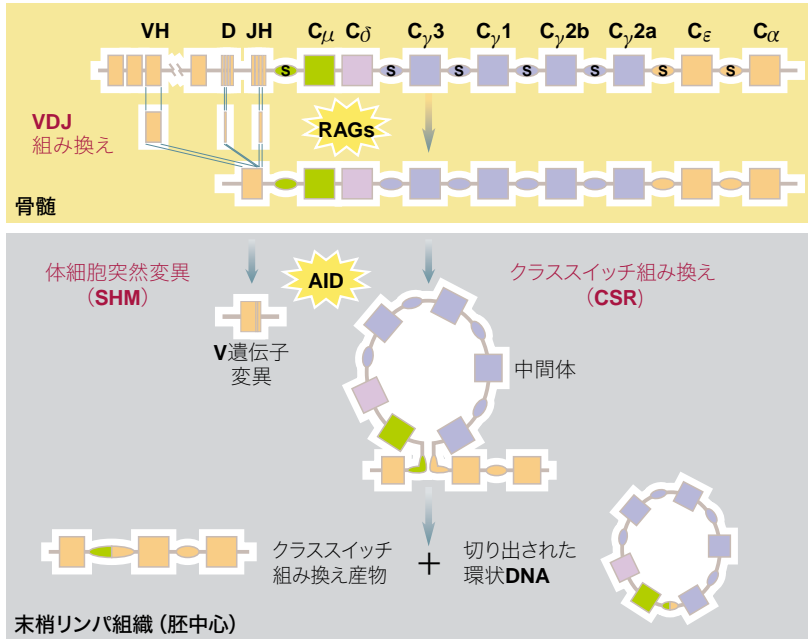 VH D JH Cμ Cδ Cγ3 Cγ1 Cγ2b Cγ2a Cε Cα
S S S S S S S
VDJ
組み換え
RAGs
骨髄
体細胞突然変異
（SHM）
AID
クラススイッチ組み換え
（CSR)
V遺伝子
変異
中間体
クラススイッチ
組み換え産物
+
切り出された
環状DNA
末梢リンパ組織（胚中心）